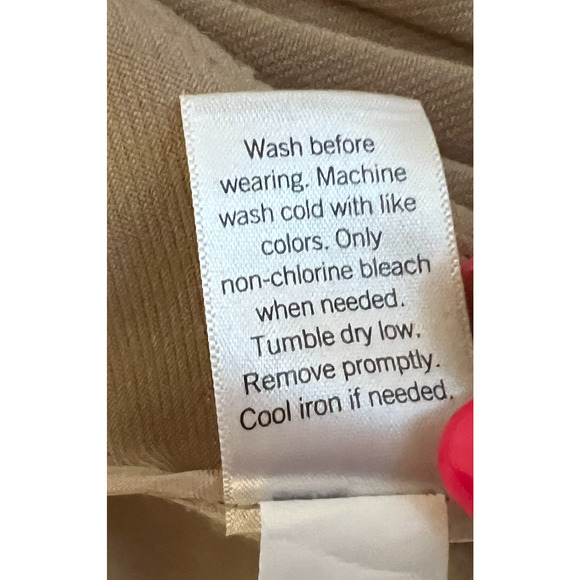 Wash before
wearing. Machine
wash cold with like
colors. Only
non-chlorine bleach
when needed.
Tumble dry low.
Remove promptly.
Cool iron if needed.